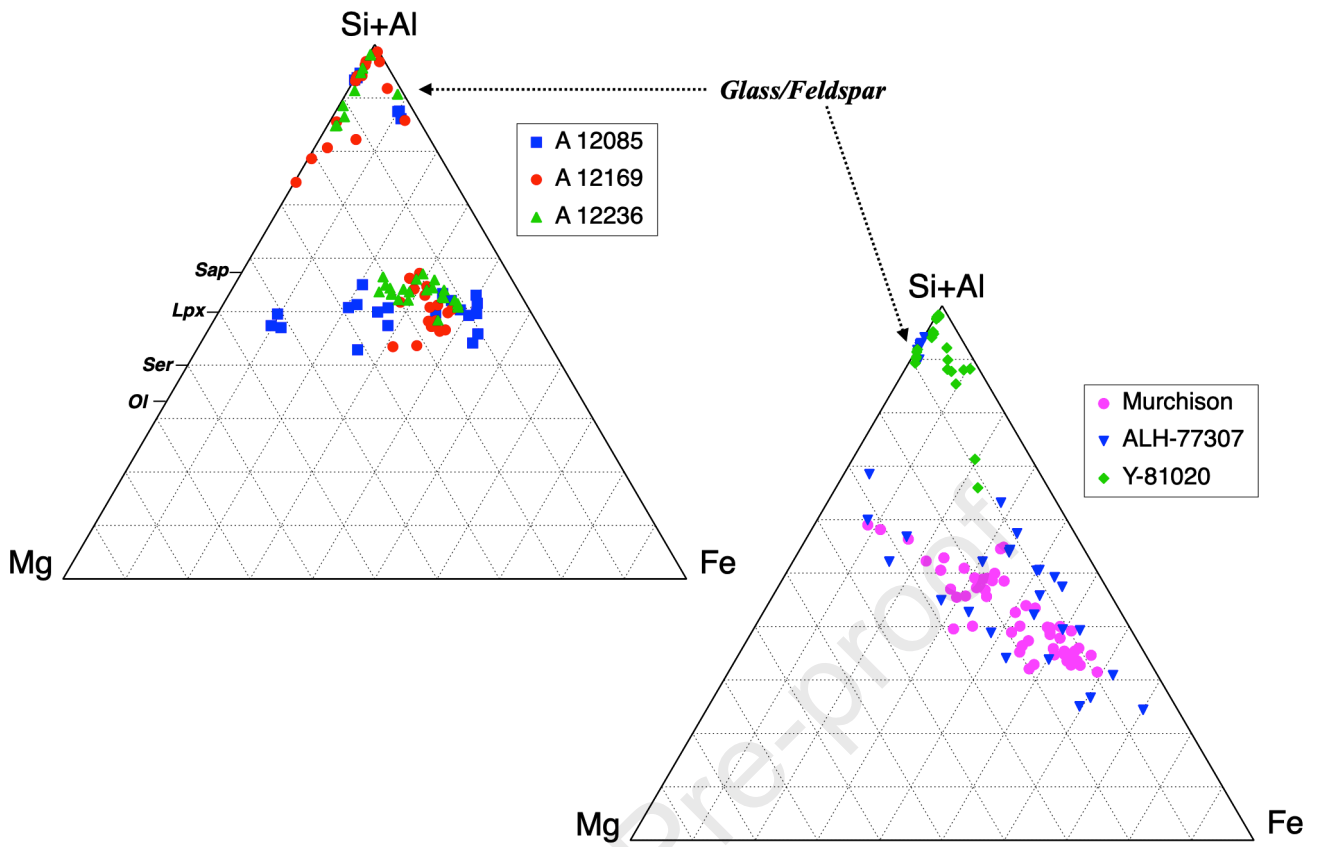 Si+Al
Glass/Feldspar
A 12085
A 12169
A 12236
Sap
Lpx
Ser
Ol
Mg
Fe
Si+Al
Murchison
ALH-77307
Y-81020
Pre-proof
Mg
Fe